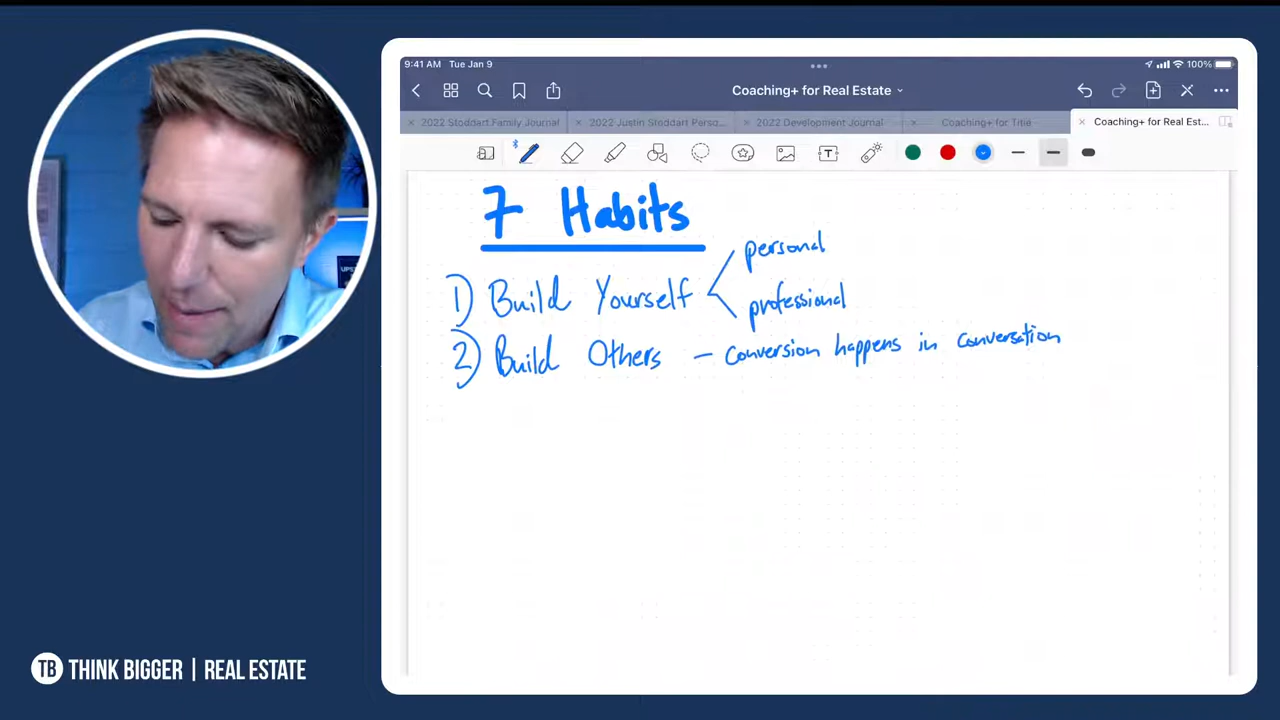 9:41 AM Tue Jan 9
100%
Coaching+ for Real Estate
2022 Stoddart Family Journal
2022 Justin Stoddart Perso...
2022 Development Journal
Coaching+ for Title
Coaching+ for Real Est...
7 Habits
1) Build Yourself
personal
professional
2) Build Others – Conversion happens in conversation
TB THINK BIGGER | REAL ESTATE